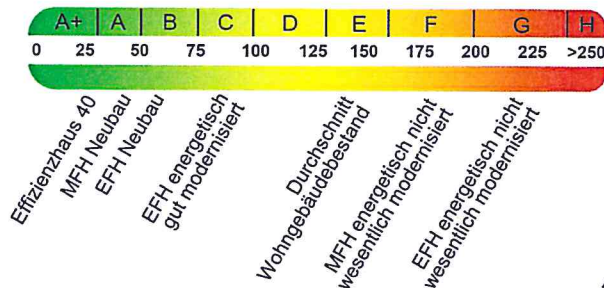 A+ A B C D E F G H
0 25 50 75 100 125 150 175 200 225 >250
Effizienzhaus 40
MFH Neubau
EFH Neubau
EFH energetisch
gut modernisiert
Durchschnitt
Wohngebäudebestand
MFH energetisch nicht
wesentlich modernisiert
EFH energetisch nicht
wesentlich modernisiert